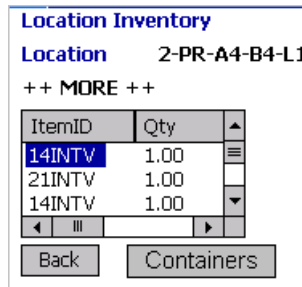 Location Inventory
Location 2-PR-A4-B4-L1
++ MORE ++
ItemID Qty
14INTV 1.00
21INTV 1.00
14INTV 1.00
Back Containers